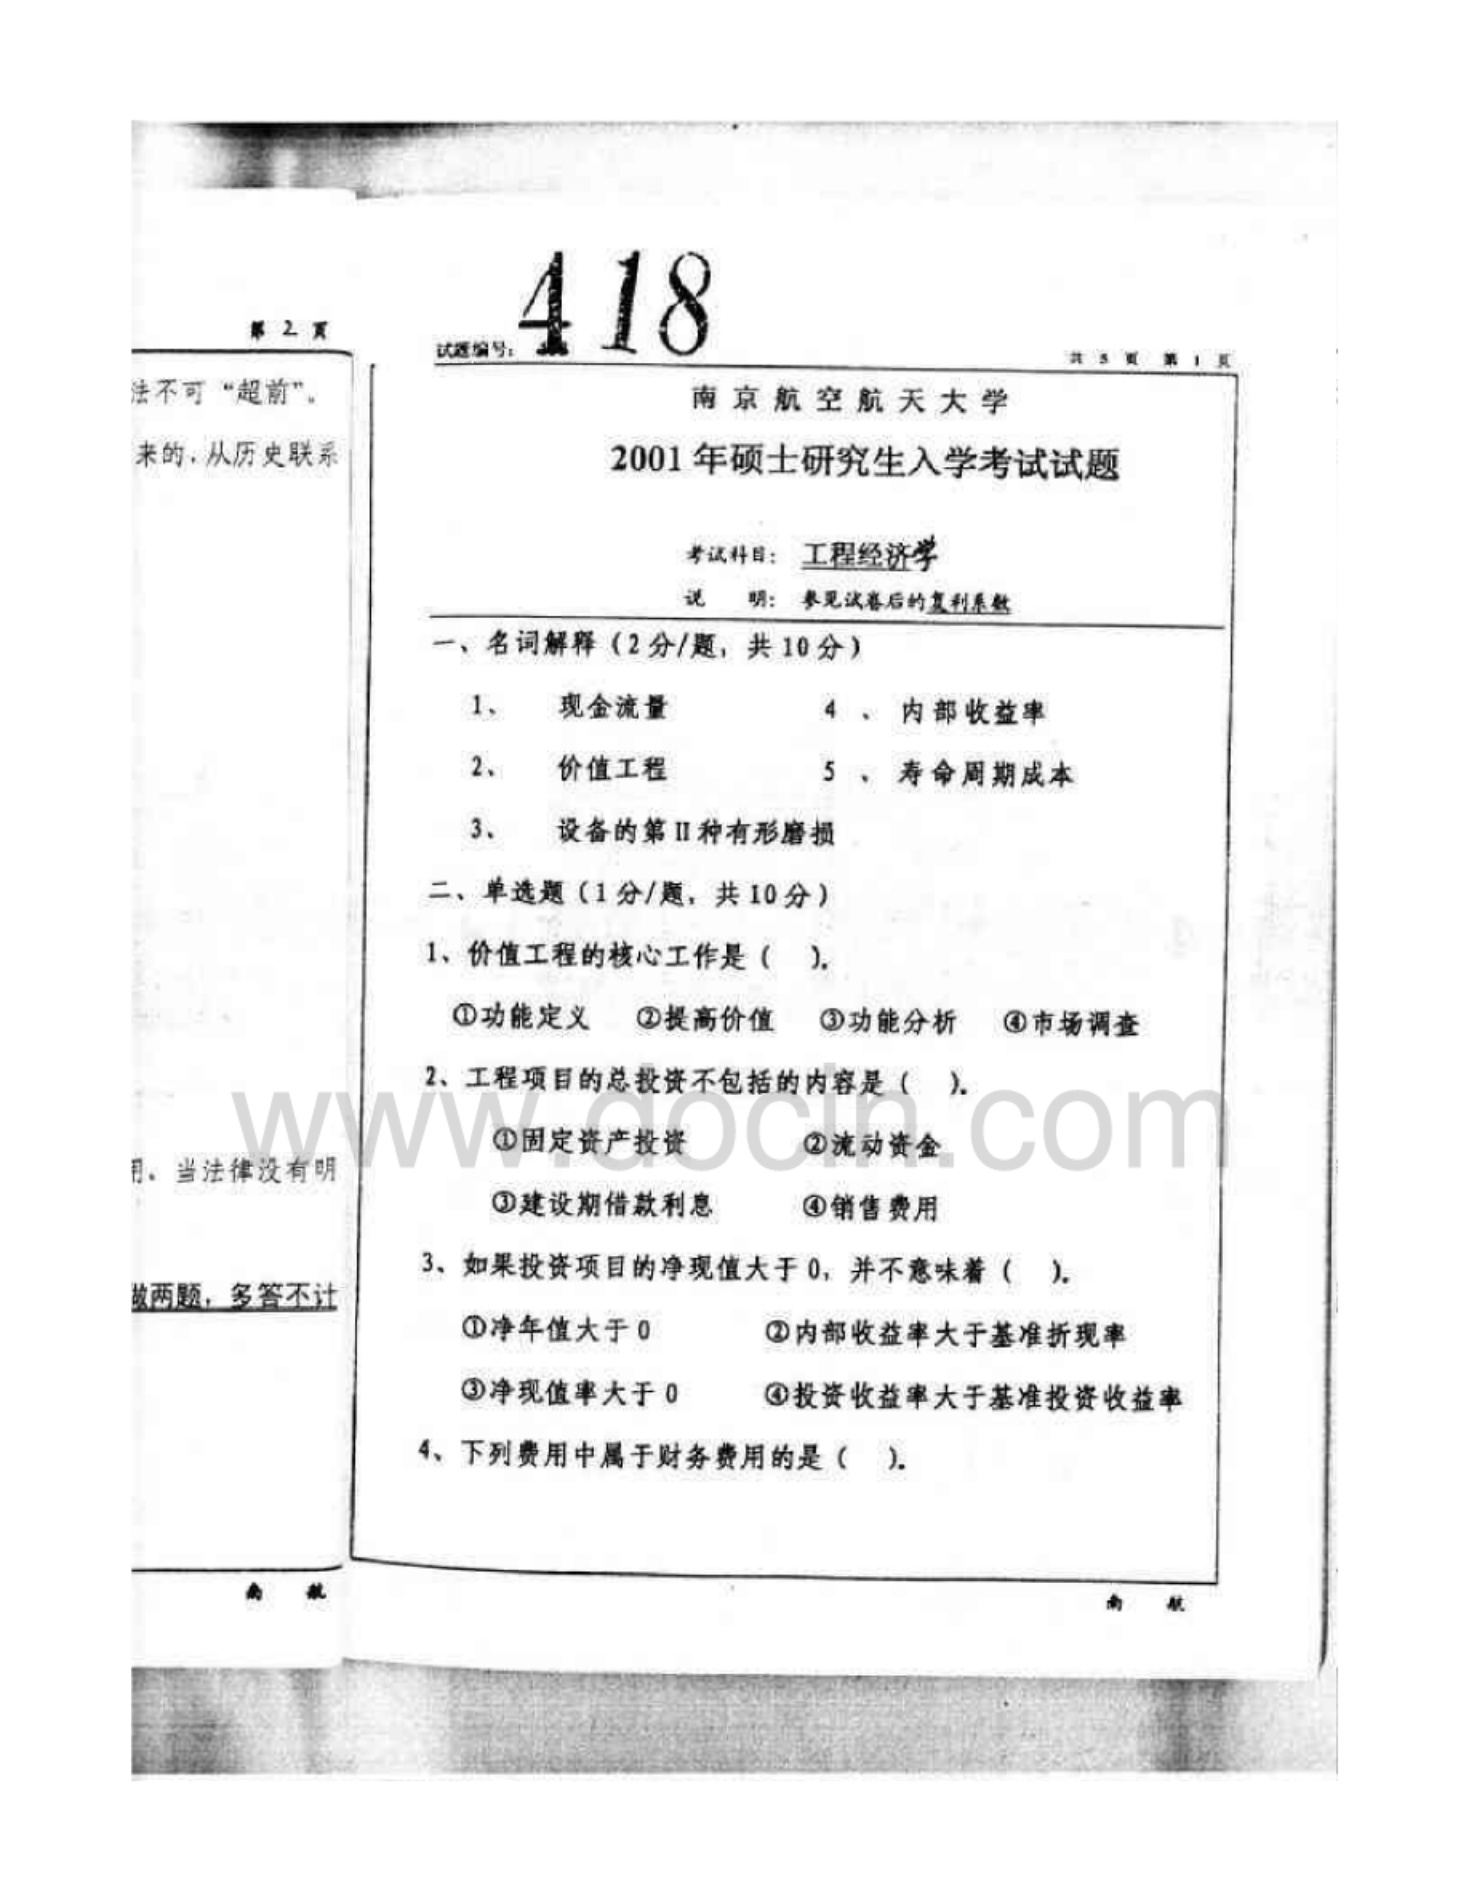 第 2 页
法不可“超前”。
来的，从历史联系
用、当法律没有明
做两题，多答不计
南 航
418
试题编号：
共 5 页 第 1 页
南京航空航天大学
2001 年硕士研究生入学考试试题
考试科目： 工程经济学
说 明： 参见试卷后的复利系数
一、名词解释（2 分/题，共 10 分）
1、 现金流量 4 、 内部收益率
2、 价值工程 5 、 寿命周期成本
3、 设备的第 II 种有形磨损
二、单选题（1 分/题，共 10 分）
1、价值工程的核心工作是（ ）。
①功能定义 ②提高价值 ③功能分析 ④市场调查
2、工程项目的总投资不包括的内容是（ ）。
①固定资产投资 ②流动资金
③建设期借款利息 ④销售费用
3、如果投资项目的净现值大于 0，并不意味着（ ）。
①净年值大于 0 ②内部收益率大于基准折现率
③净现值率大于 0 ④投资收益率大于基准投资收益率
4、下列费用中属于财务费用的是（ ）。
南 航
www.docin.com